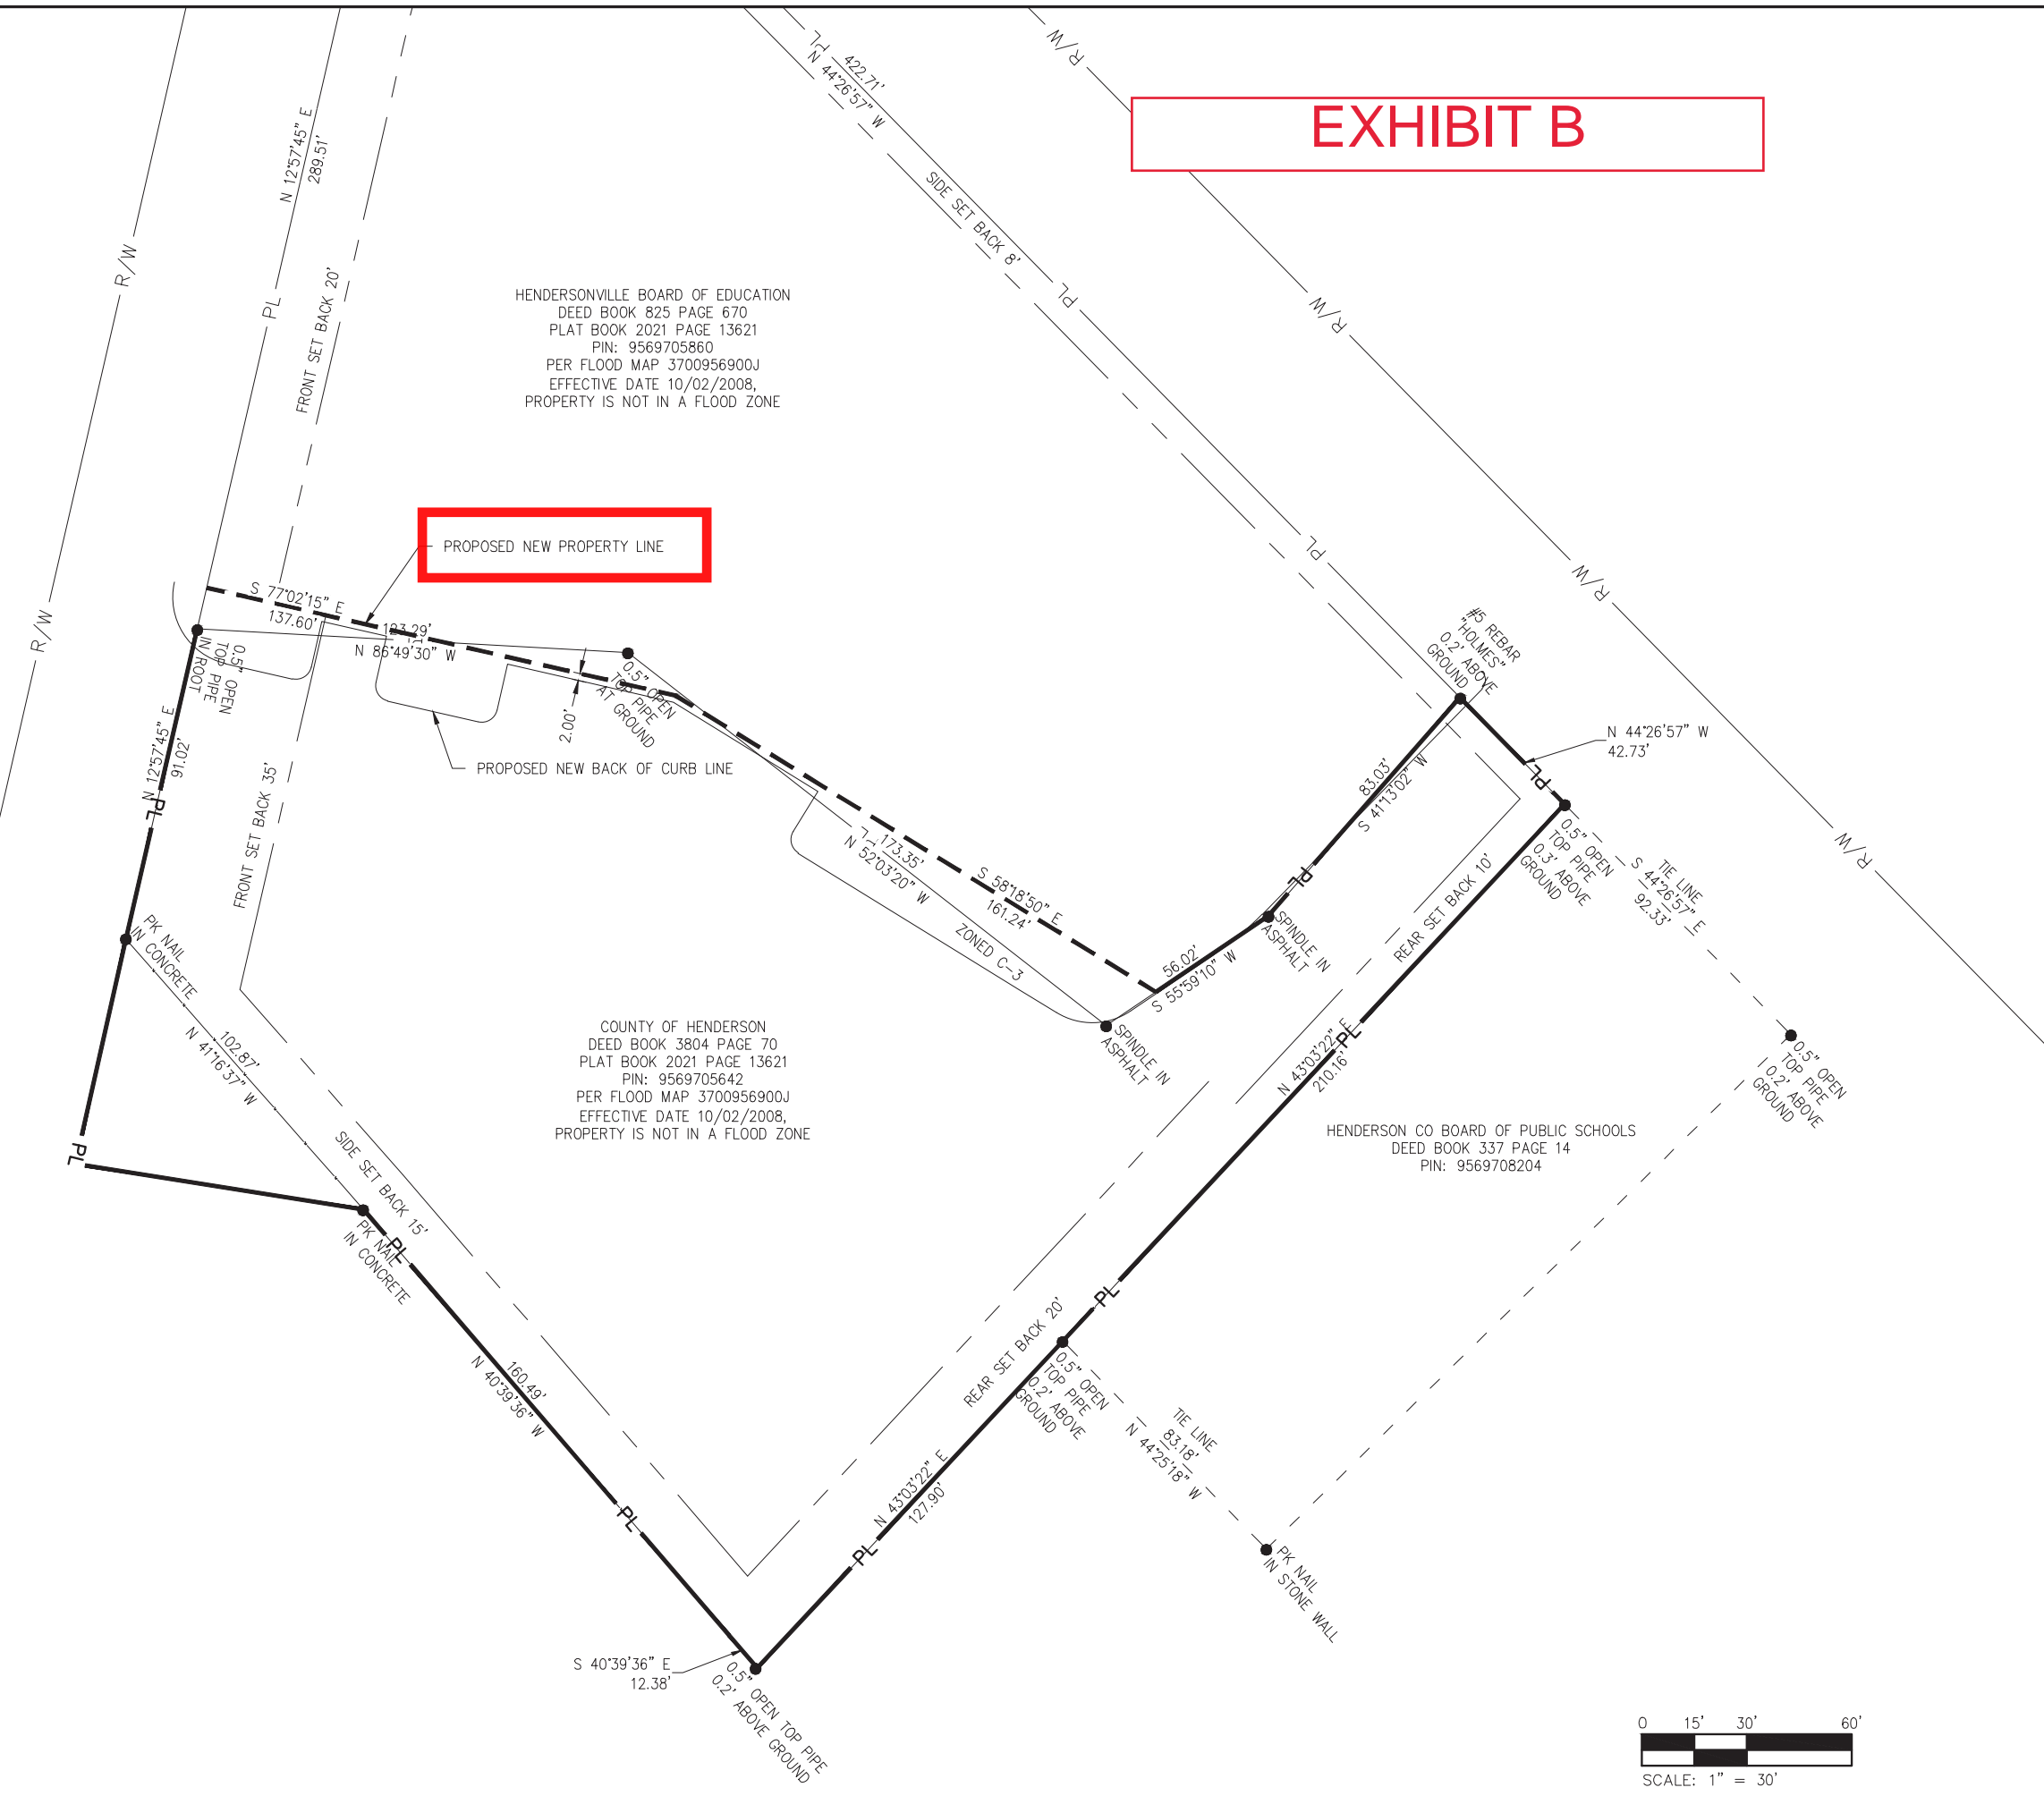 EXHIBIT B
R/W
R/W
R/W
R/W
R/W
R/W
PL
N 44°26'57" W
422.71'
SIDE SET BACK 8'
PL
PL
N 12°57'45" E
289.51'
PL
FRONT SET BACK 20'
HENDERSONVILLE BOARD OF EDUCATION
DEED BOOK 825 PAGE 670
PLAT BOOK 2021 PAGE 13621
PIN: 9569705860
PER FLOOD MAP 3700956900J
EFFECTIVE DATE 10/02/2008,
PROPERTY IS NOT IN A FLOOD ZONE
PROPOSED NEW PROPERTY LINE
S 77°02'15" E
137.60'
123.29'
N 86°49'30" W
0.5" OPEN
TOP PIPE
IN ROOT
0.5" OPEN
TOP PIPE
AT GROUND
2.00'
PROPOSED NEW BACK OF CURB LINE
N 12°57'45" E
91.02'
PL
FRONT SET BACK 35'
#5 REBAR
"HOLMES"
0.2' ABOVE
GROUND
N 44°26'57" W
42.73'
PL
83.03'
S 41°13'02" W
PL
173.35'
N 52°03'20" W
S 58°18'50" E
161.24'
ZONED C-3
56.02'
S 55°59'10" W
SPINDLE IN
ASPHALT
SPINDLE IN
ASPHALT
REAR SET BACK 10'
0.5" OPEN
TOP PIPE
0.3' ABOVE
GROUND
TIE LINE
S 44°26'57" E
92.33'
0.5" OPEN
TOP PIPE
0.2' ABOVE
GROUND
PK NAIL
IN CONCRETE
102.87'
N 41°16'37" W
PL
COUNTY OF HENDERSON
DEED BOOK 3804 PAGE 70
PLAT BOOK 2021 PAGE 13621
PIN: 9569705642
PER FLOOD MAP 3700956900J
EFFECTIVE DATE 10/02/2008,
PROPERTY IS NOT IN A FLOOD ZONE
N 43°03'22" E
210.16'
PL
HENDERSON CO BOARD OF PUBLIC SCHOOLS
DEED BOOK 337 PAGE 14
PIN: 9569708204
SIDE SET BACK 15'
PK NAIL
IN CONCRETE
PL
PL
REAR SET BACK 20'
0.5" OPEN
TOP PIPE
0.2' ABOVE
GROUND
160.49'
N 40°39'36" W
PL
TIE LINE
83.18'
N 44°25'18" W
N 43°03'22" E
127.90'
PL
PK NAIL
IN STONE WALL
S 40°39'36" E
12.38'
0.5" OPEN TOP PIPE
0.2' ABOVE GROUND
0 15' 30' 60'
SCALE: 1" = 30'